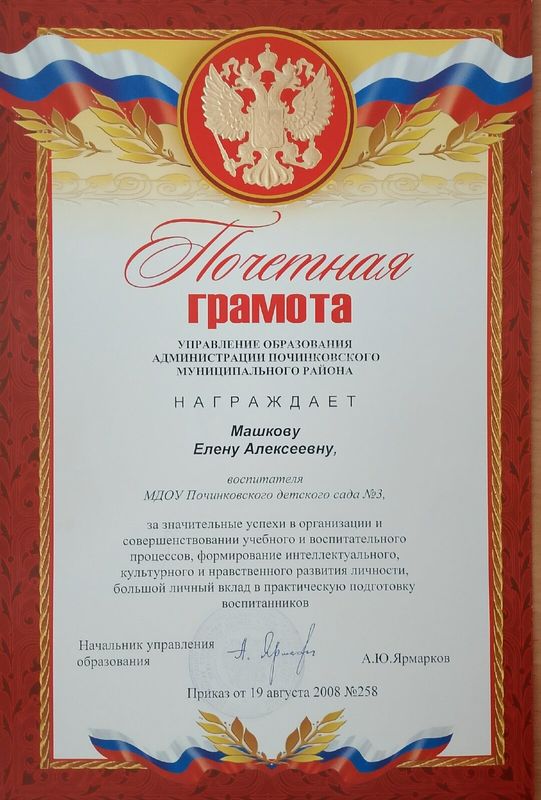 Почетная
грамота
УПРАВЛЕНИЕ ОБРАЗОВАНИЯ
АДМИНИСТРАЦИИ ПОЧИНКОВСКОГО
МУНИЦИПАЛЬНОГО РАЙОНА
НАГРАЖДАЕТ
Машкову
Елену Алексеевну,
воспитателя
МДОУ Починковского детского сада №3,
за значительные успехи в организации и
совершенствовании учебного и воспитательного
процессов, формирование интеллектуального,
культурного и нравственного развития личности,
большой личный вклад в практическую подготовку
воспитанников
Начальник управления
образования
А.Ю.Ярмарков
Приказ от 19 августа 2008 №258